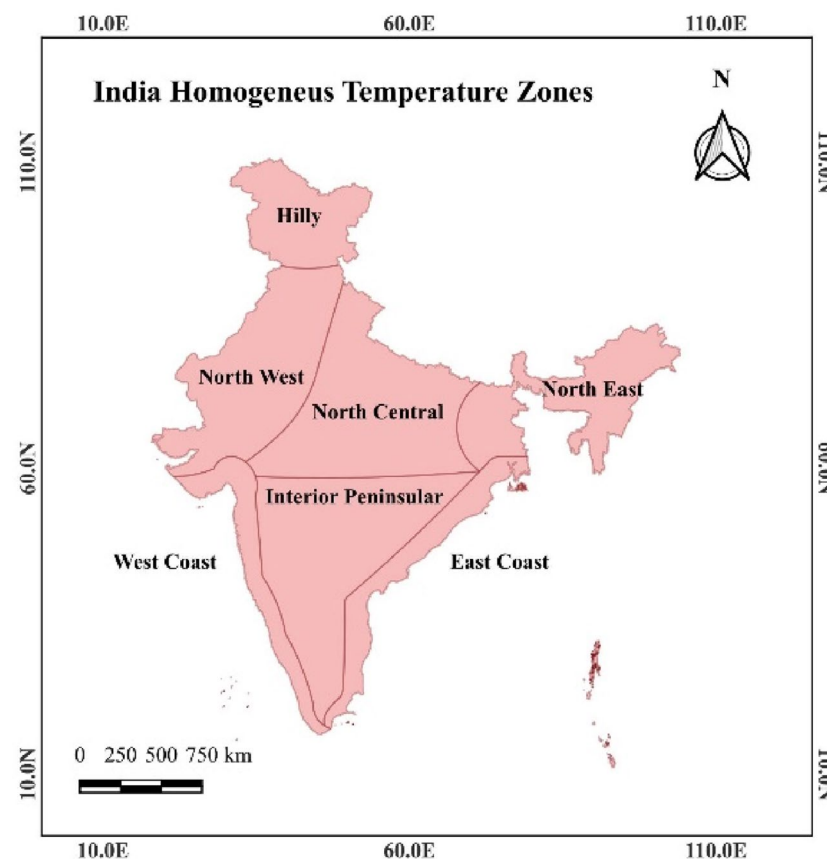 10.0E 60.0E 110.0E
India Homogeneus Temperature Zones
N
110.0N
110.0N
Hilly
North West
North Central
North East
60.0N
60.0N
Interior Peninsular
West Coast
East Coast
0 250 500 750 km
10.0N
10.0N
10.0E 60.0E 110.0E